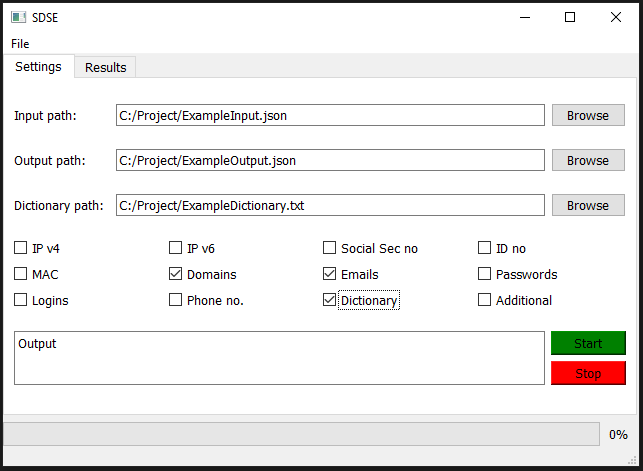 SDSE
File
Settings Results
Input path: C:/Project/ExampleInput.json Browse
Output path: C:/Project/ExampleOutput.json Browse
Dictionary path: C:/Project/ExampleDictionary.txt Browse
IP v4 IP v6 Social Sec no ID no
MAC Domains Emails Passwords
Logins Phone no. Dictionary Additional
Output Start
Stop
0%